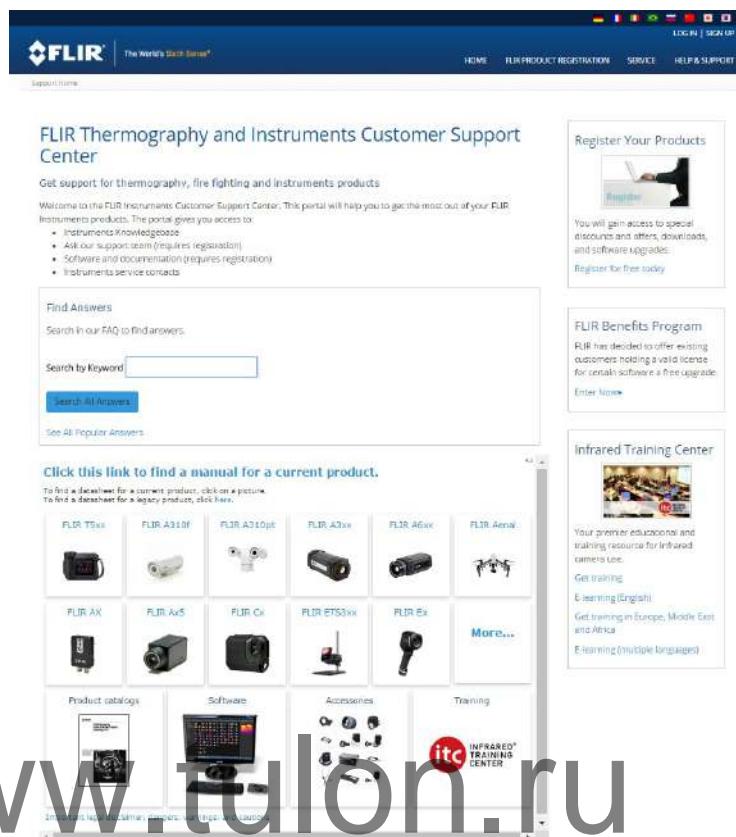 LOG IN | SIGN UP
FLIR
The World's Sixth Sense®
HOME FLIR PRODUCT REGISTRATION SERVICE HELP & SUPPORT
Support Home
FLIR Thermography and Instruments Customer Support
Center
Get support for thermography, fire fighting and instruments products
Welcome to the FLIR Instruments Customer Support Center. This portal will help you to get the most out of your FLIR
Instruments products. The portal gives you access to:
• Instruments Knowledgebase
• Ask our support team (requires registration)
• Software and documentation (requires registration)
• Instruments service contacts
Find Answers
Search in our FAQ to find answers.
Search by Keyword
Search All Answers
See All Popular Answers
Click this link to find a manual for a current product.
To find a datasheet for a current product, click on a picture.
To find a datasheet for a legacy product, click here.
FLIR T5xx FLIR A310f FLIR A310pt FLIR A3xx FLIR A6xx FLIR Aerial
FLIR AX FLIR Ax5 FLIR Cx FLIR ETS3xx FLIR Ex
More...
Product catalogs Software Accessories Training
itc INFRARED
TRAINING
CENTER
Important legal disclaimer, dangers, warnings, and cautions
Register Your Products
Register
You will gain access to special
discounts and offers, downloads,
and software upgrades.
Register for free today
FLIR Benefits Program
FLIR has decided to offer existing
customers holding a valid license
for certain software a free upgrade
Enter Now
Infrared Training Center
itc
Your premier educational and
training resource for infrared
camera use.
Get training
E-learning (English)
Get training in Europe, Middle East
and Africa
E-learning (multiple languages)
www.tulon.ru